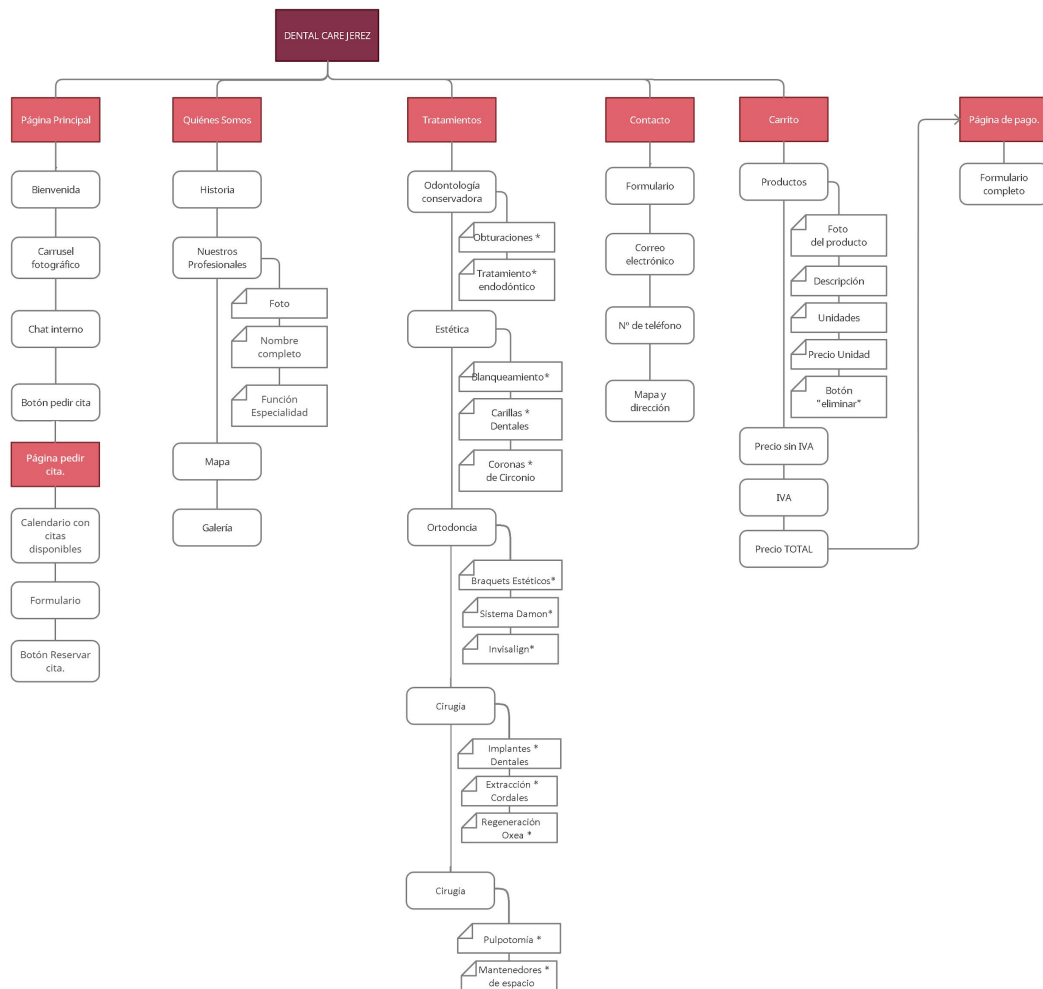 DENTAL CARE JEREZ
Página Principal
Bienvenida
Carrusel
fotográfico
Chat interno
Botón pedir cita
Página pedir
cita.
Calendario con
citas
disponibles
Formulario
Botón Reservar
cita.
Quiénes Somos
Historia
Nuestros
Profesionales
Foto
Nombre
completo
Función
Especialidad
Mapa
Galería
Tratamientos
Odontología
conservadora
Obturaciones *
Tratamiento*
endodóntico
Estética
Blanqueamiento*
Carillas *
Dentales
Coronas *
de Circonio
Ortodoncia
Braquets Estéticos*
Sistema Damon*
Invisalign*
Cirugía
Implantes *
Dentales
Extracción *
Cordales
Regeneración
Oxea *
Cirugía
Pulpotomía *
Mantenedores *
de espacio
Contacto
Formulario
Correo
electrónico
Nº de teléfono
Mapa y
dirección
Carrito
Productos
Foto
del producto
Descripción
Unidades
Precio Unidad
Botón
"eliminar"
Precio sin IVA
IVA
Precio TOTAL
Página de pago.
Formulario
completo